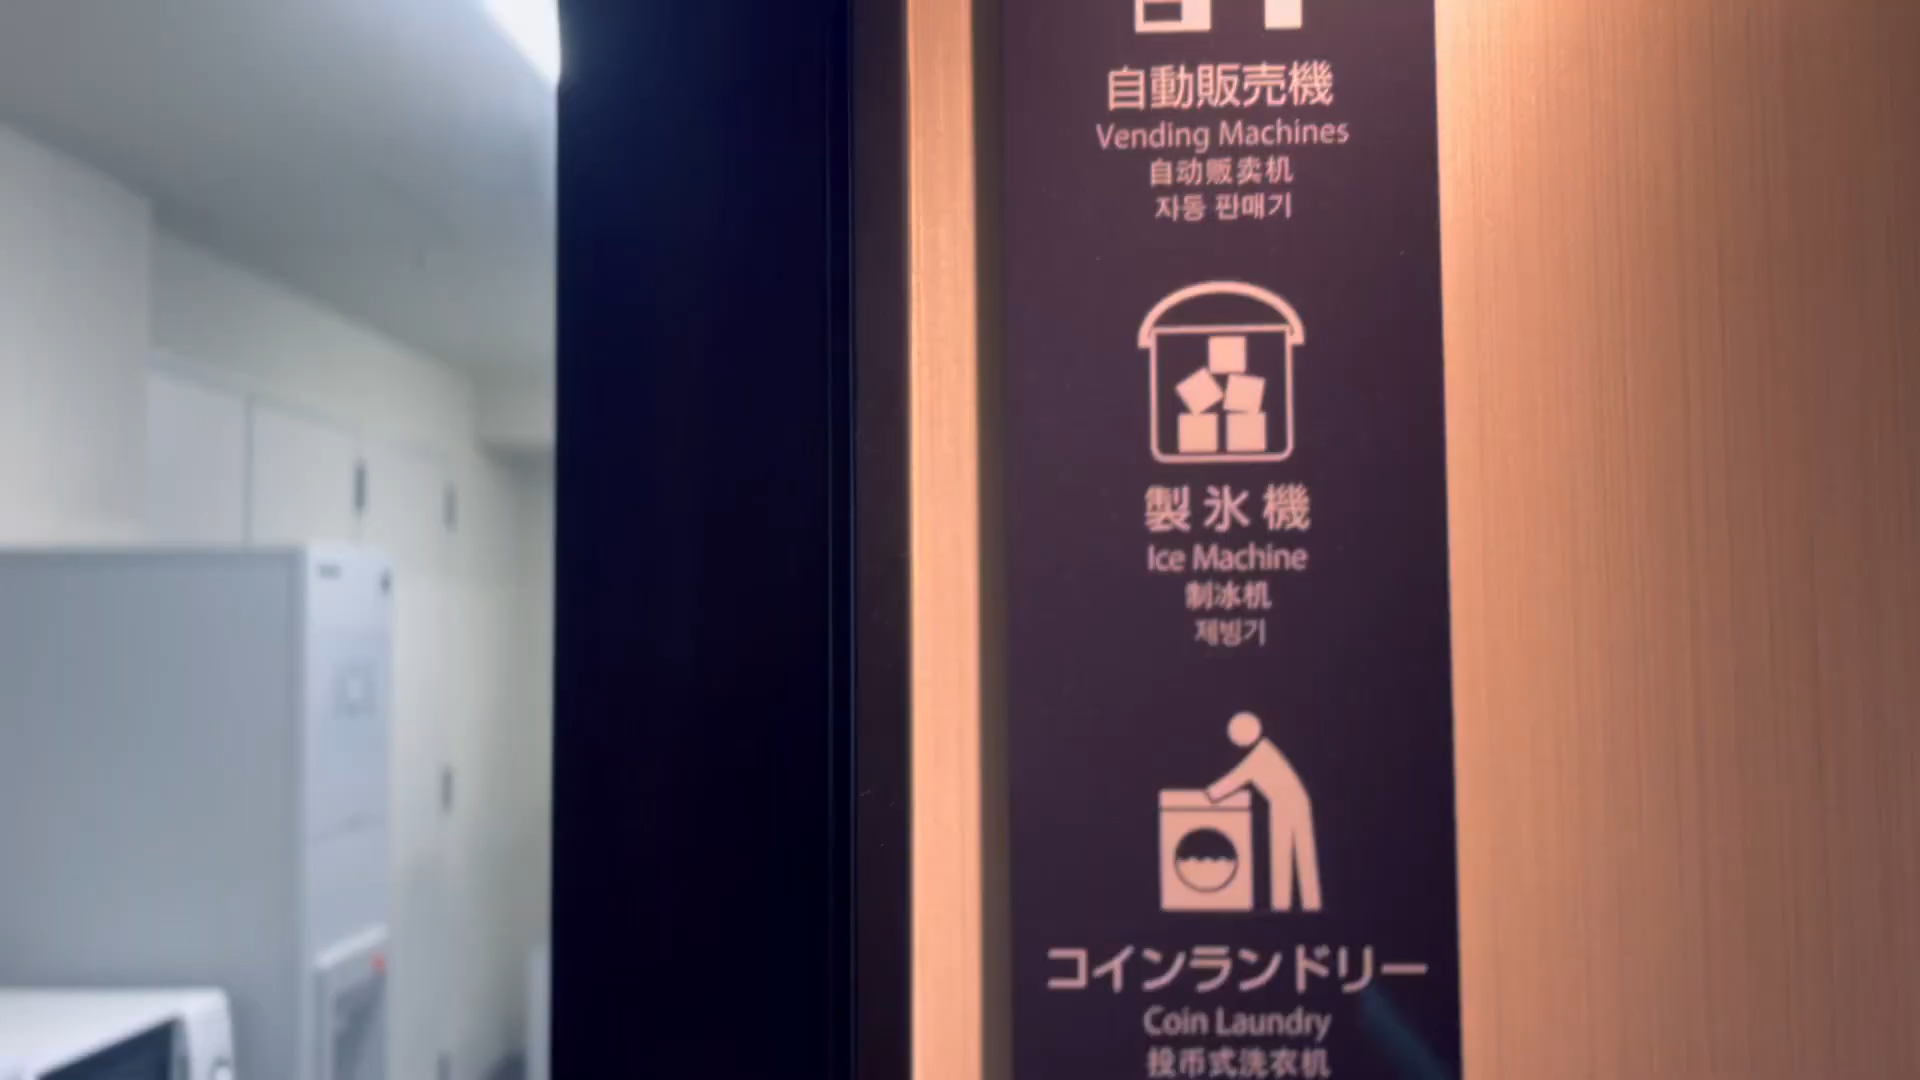 自動販売機
Vending Machines
自动贩卖机
자동 판매기
製氷機
Ice Machine
制冰机
제빙기
コインランドリー
Coin Laundry
投币式洗衣机